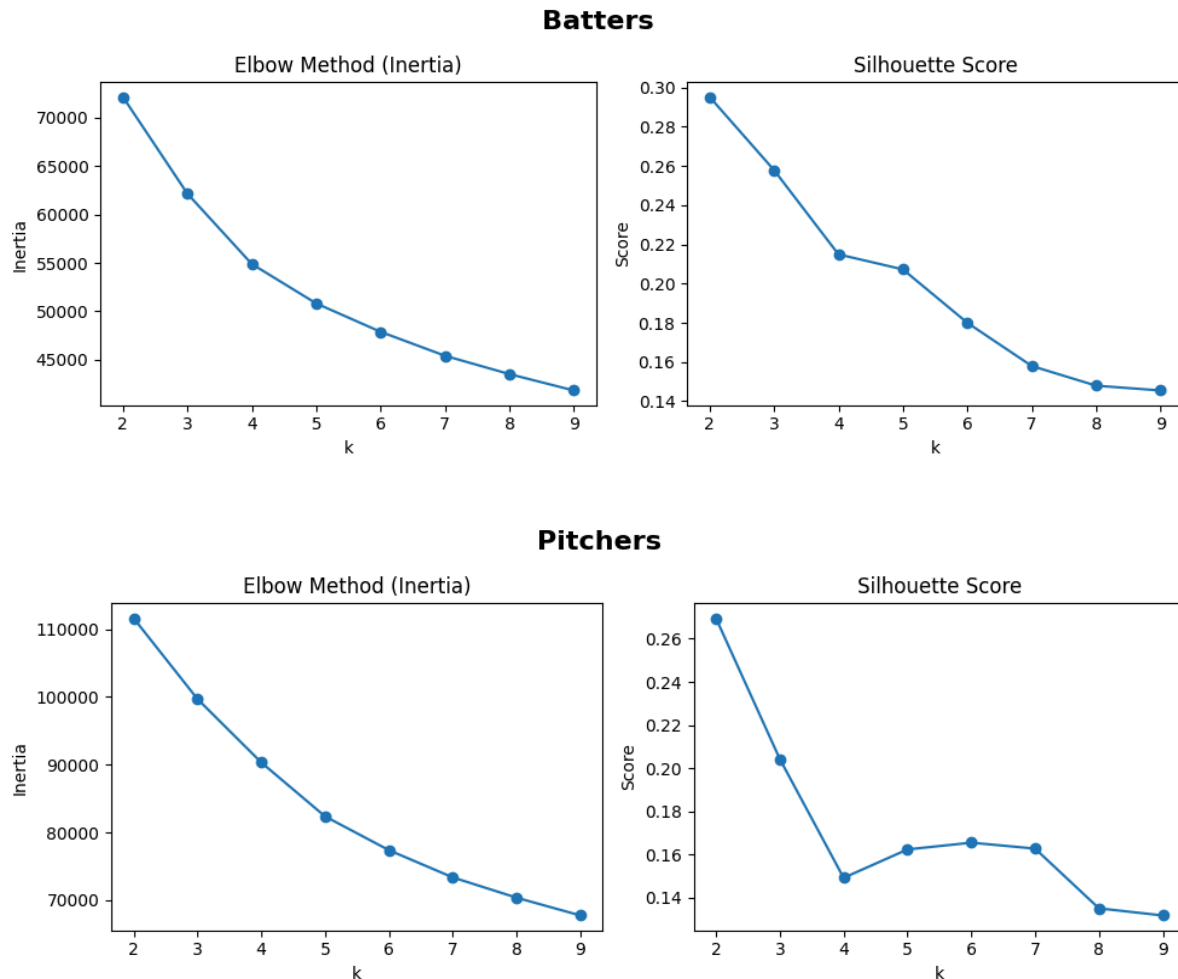 Batters
Elbow Method (Inertia)
70000
65000
60000
55000
50000
45000
Inertia
2 3 4 5 6 7 8 9
k
Silhouette Score
0.30
0.28
0.26
0.24
0.22
0.20
0.18
0.16
0.14
Score
2 3 4 5 6 7 8 9
k
Pitchers
Elbow Method (Inertia)
110000
100000
90000
80000
70000
Inertia
2 3 4 5 6 7 8 9
k
Silhouette Score
0.26
0.24
0.22
0.20
0.18
0.16
0.14
Score
2 3 4 5 6 7 8 9
k